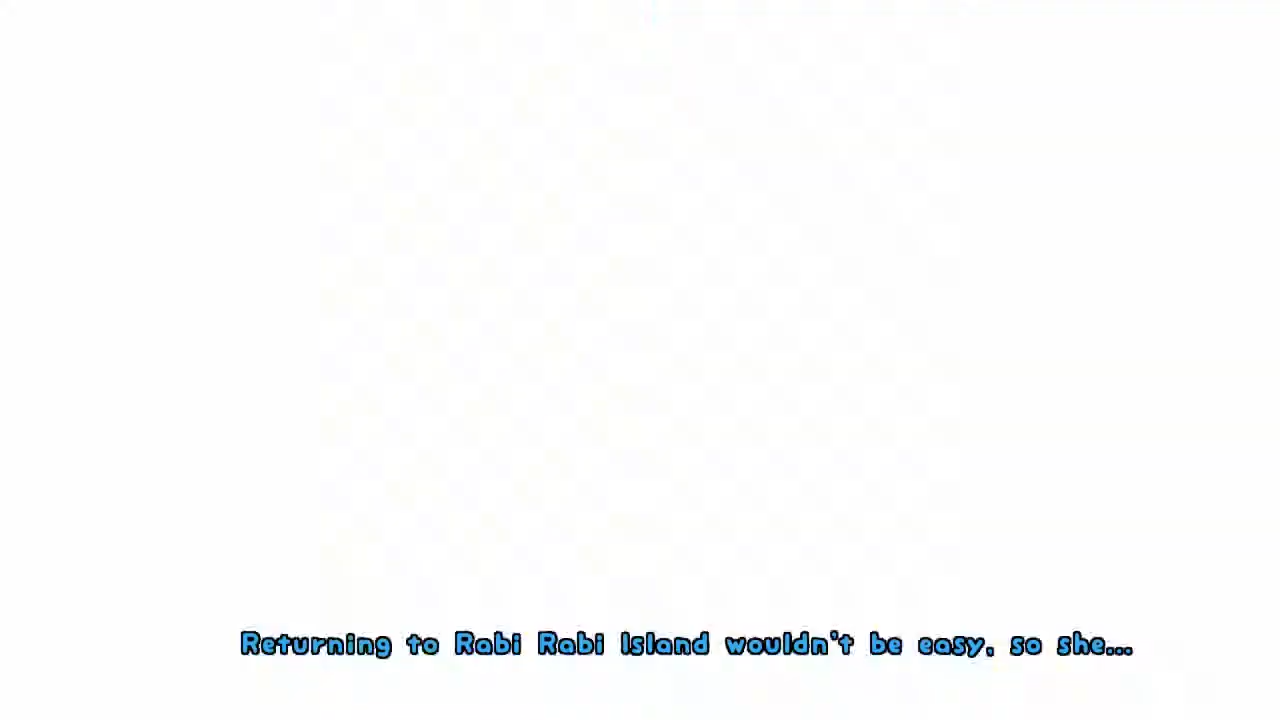 Returning to Rabi Rabi Island wouldn't be easy, so she...